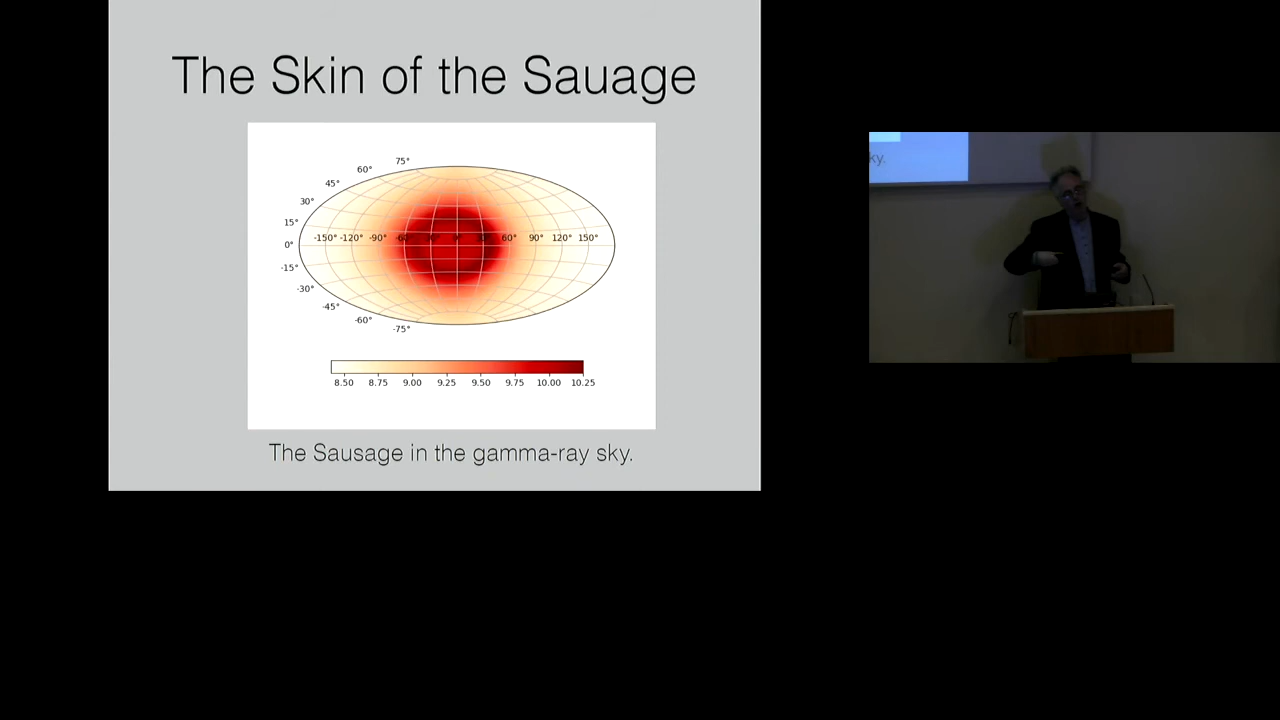 The Skin of the Sauage
75°
60°
45°
30°
15°
0°
-15°
-30°
-45°
-60°
-75°
-150° -120° -90° 60° 90° 120° 150°
8.50 8.75 9.00 9.25 9.50 9.75 10.00 10.25
The Sausage in the gamma-ray sky.
ky.